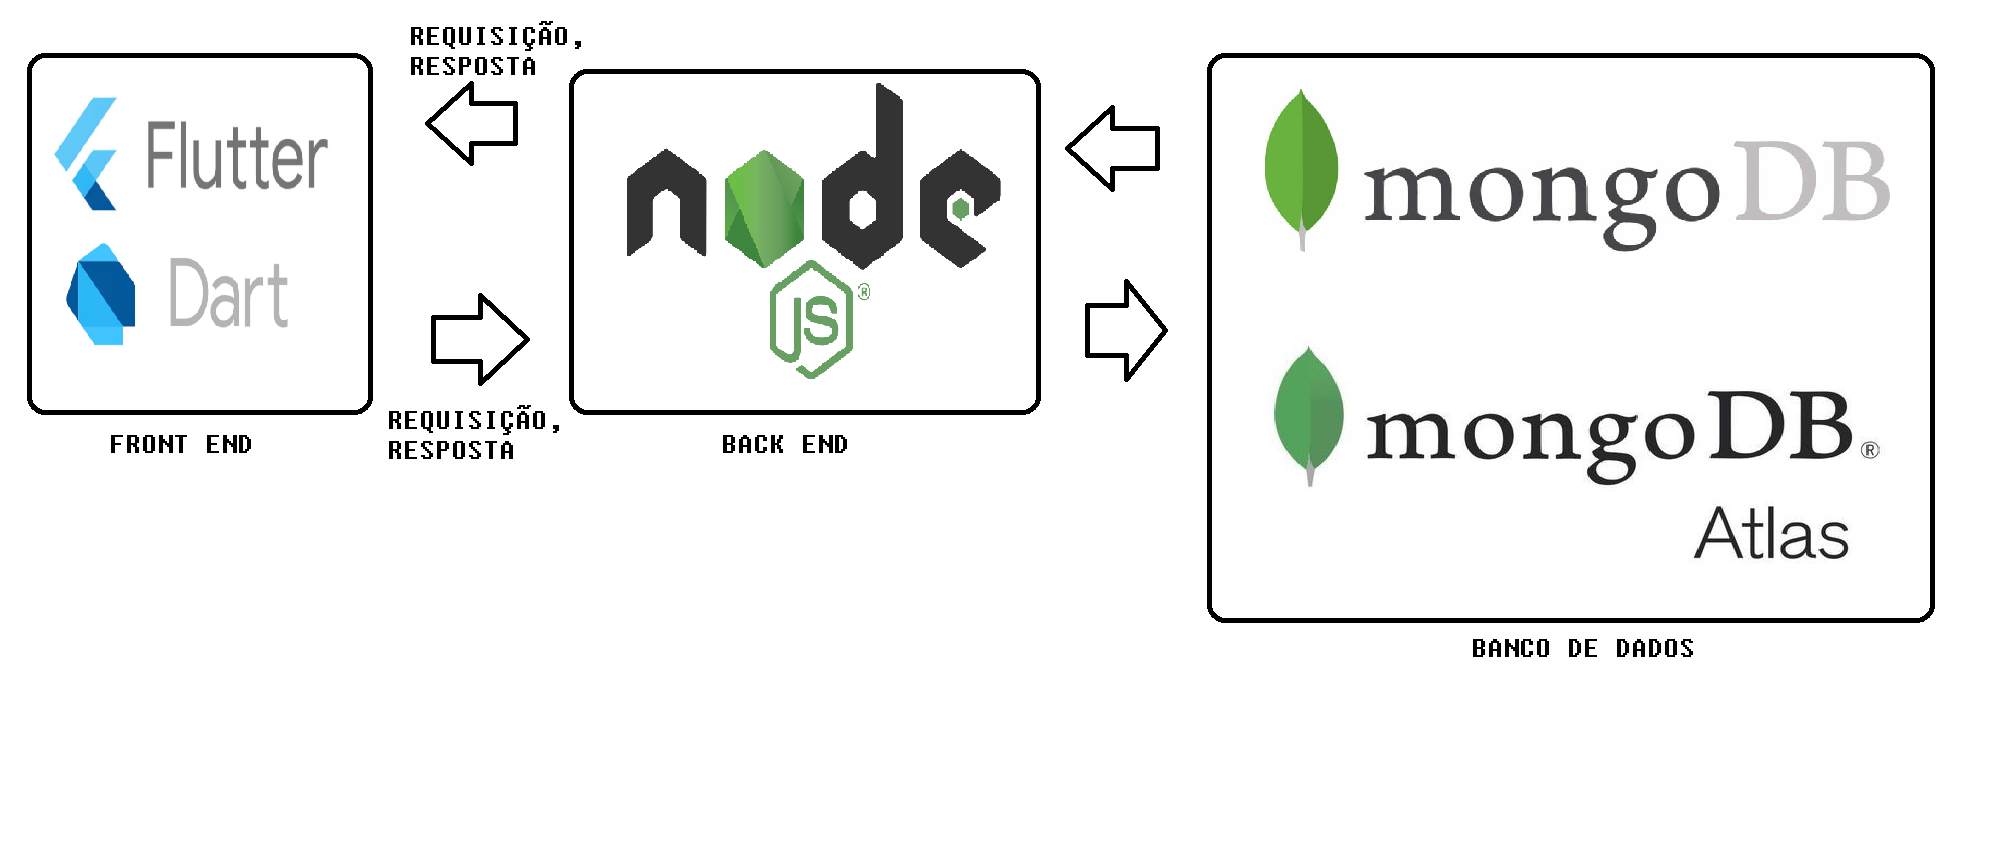 REQUISIÇÃO,
RESPOSTA
Flutter
Dart
FRONT END
REQUISIÇÃO,
RESPOSTA
node
JS®
BACK END
mongoDB
mongoDB®
Atlas
BANCO DE DADOS